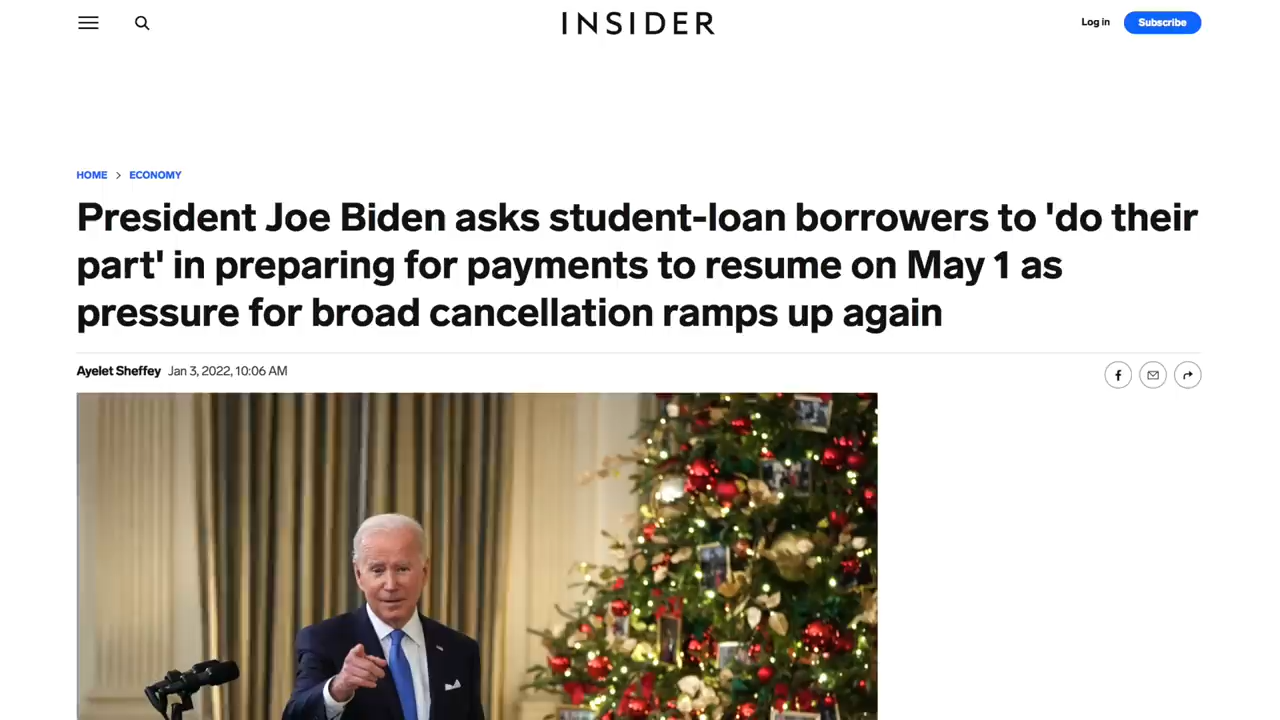 INSIDER
Log in
Subscribe
HOME > ECONOMY
President Joe Biden asks student-loan borrowers to 'do their
part' in preparing for payments to resume on May 1 as
pressure for broad cancellation ramps up again
Ayelet Sheffey Jan 3, 2022, 10:06 AM
f